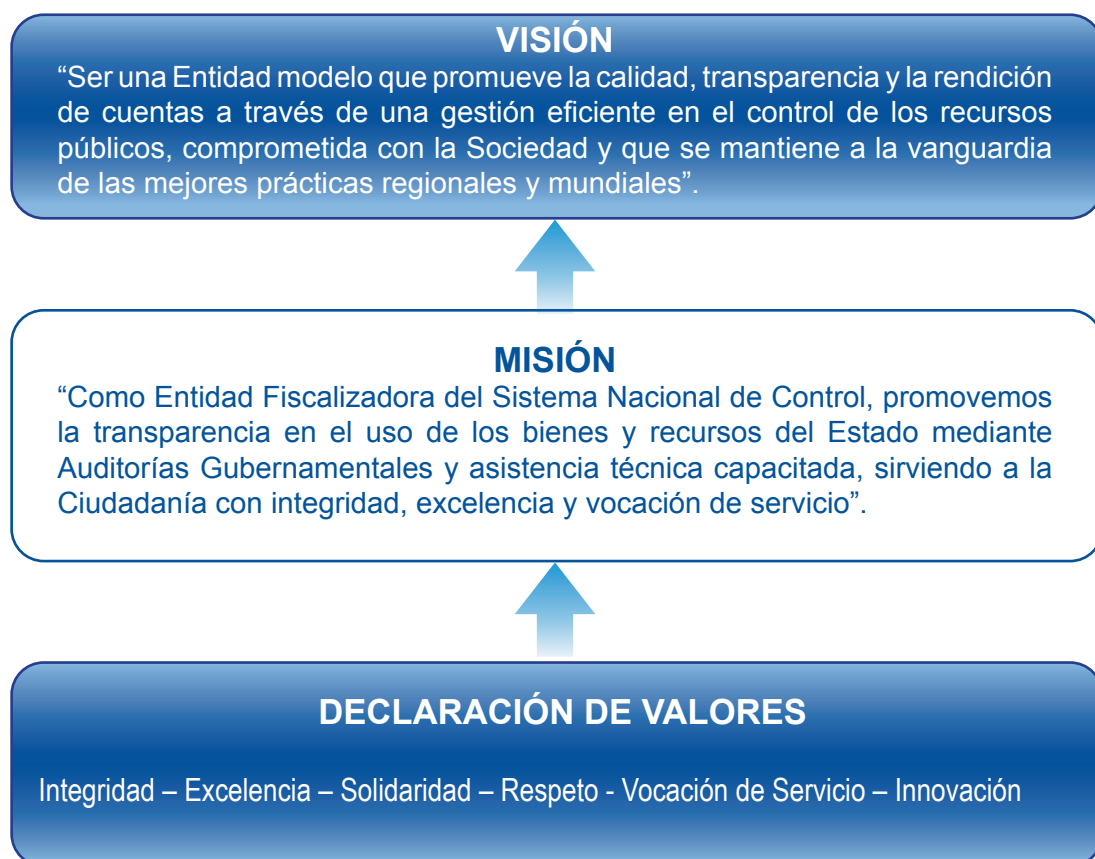 VISIÓN
“Ser una Entidad modelo que promueve la calidad, transparencia y la rendición
de cuentas a través de una gestión eficiente en el control de los recursos
públicos, comprometida con la Sociedad y que se mantiene a la vanguardia
de las mejores prácticas regionales y mundiales”.
MISIÓN
“Como Entidad Fiscalizadora del Sistema Nacional de Control, promovemos
la transparencia en el uso de los bienes y recursos del Estado mediante
Auditorías Gubernamentales y asistencia técnica capacitada, sirviendo a la
Ciudadanía con integridad, excelencia y vocación de servicio”.
DECLARACIÓN DE VALORES
Integridad – Excelencia – Solidaridad – Respeto - Vocación de Servicio – Innovación